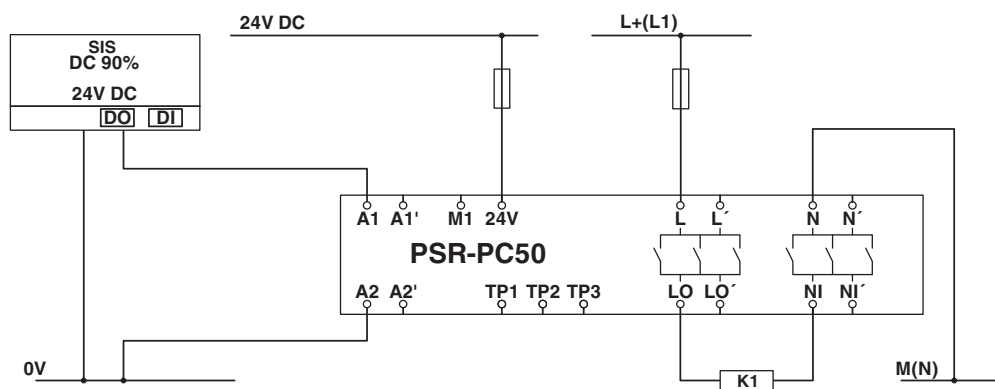 24V DC
L+(L1)
SIS
DC 90%
24V DC
DO DI
A1 A1' M1 24V L L´ N N´
PSR-PC50
A2 A2' TP1 TP2 TP3 LO LO´ NI NI´
0V
K1
M(N)